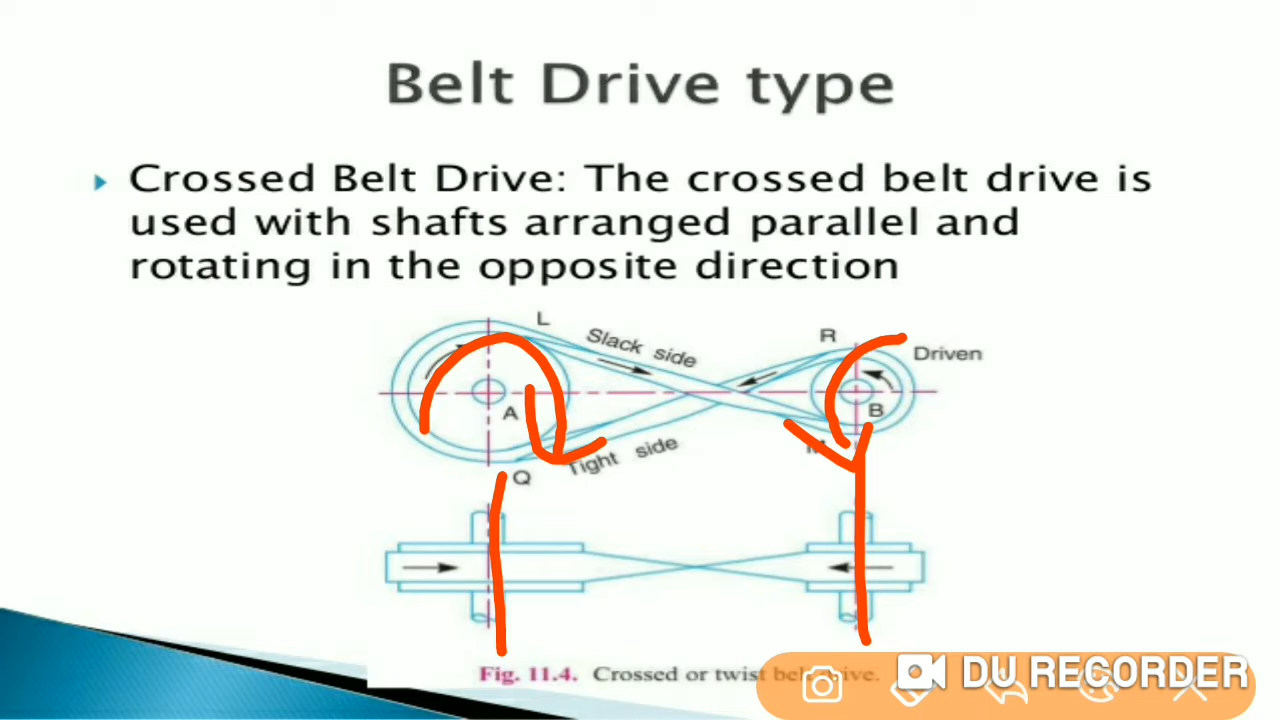 Belt Drive type
Crossed Belt Drive: The crossed belt drive is
used with shafts arranged parallel and
rotating in the opposite direction
L
Slack side
R
Driven
A
B
M
Tight side
Q
Fig. 11.4. Crossed or twist belt drive.
DU RECORDER